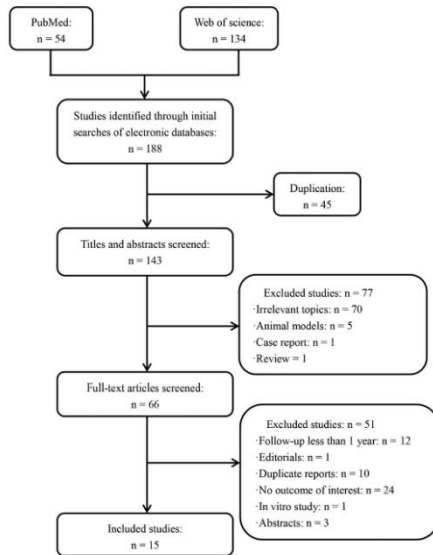 PubMed:
n = 54
Web of science:
n = 134
Studies identified through initial
searches of electronic databases:
n = 188
Duplication:
n = 45
Titles and abstracts screened:
n = 143
Excluded studies: n = 77
·Irrelevant topics: n = 70
·Animal models: n = 5
·Case report: n = 1
·Review = 1
Full-text articles screened:
n = 66
Excluded studies: n = 51
·Follow-up less than 1 year: n = 12
·Editorials: n = 1
·Duplicate reports: n = 10
·No outcome of interest: n = 24
·In vitro study: n = 1
·Abstracts: n = 3
Included studies:
n = 15